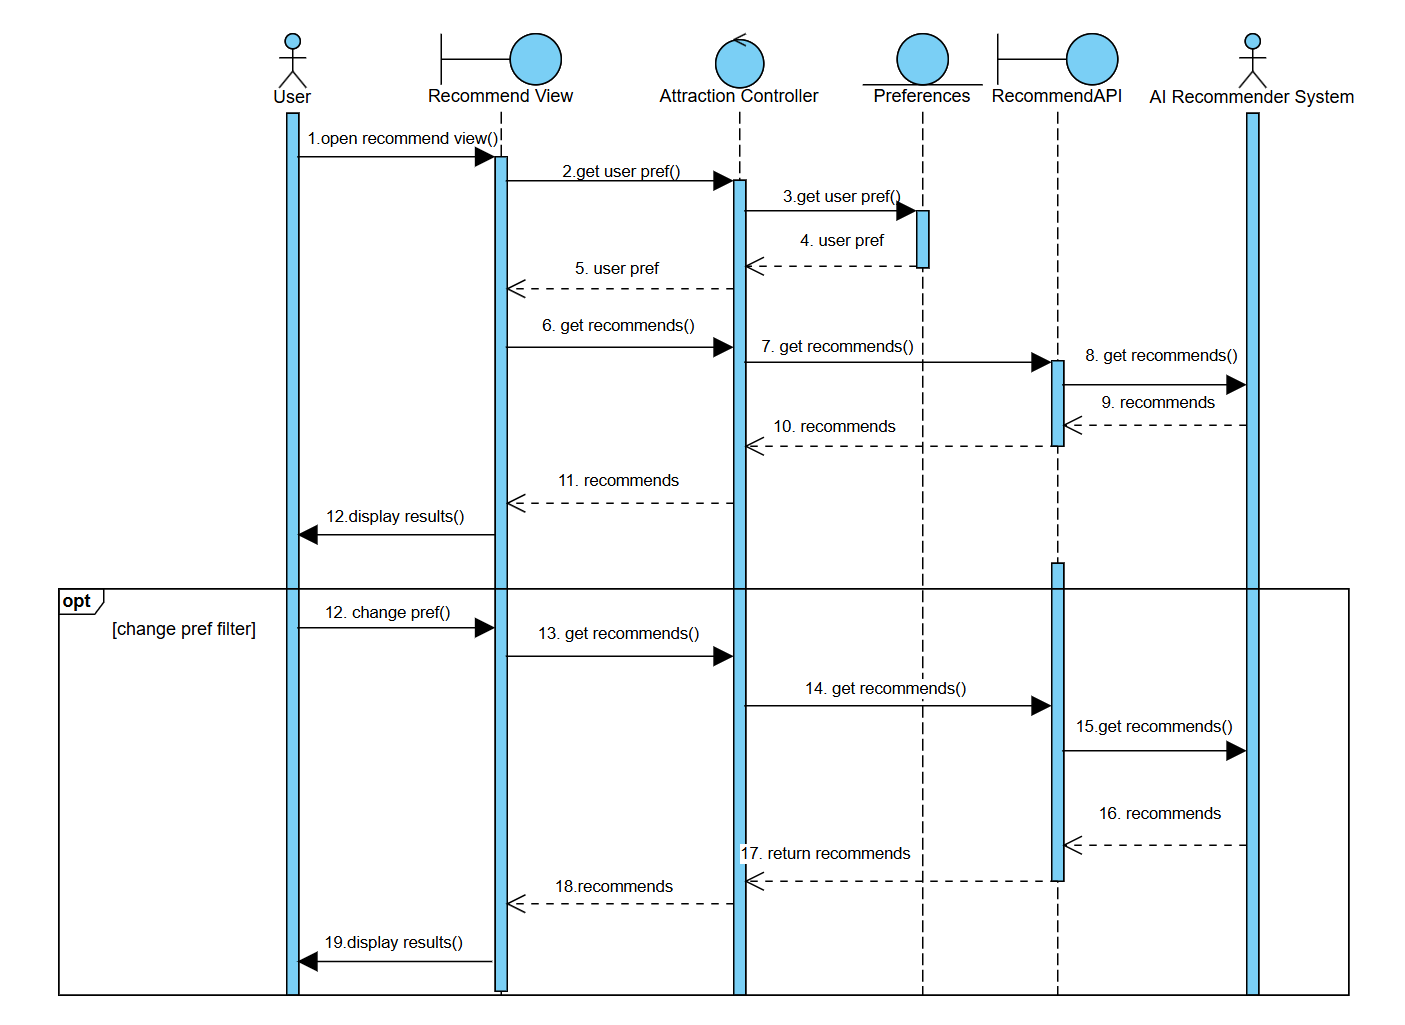 User
Recommend View
Attraction Controller
Preferences
RecommendAPI
AI Recommender System
1.open recommend view()
2.get user pref()
3.get user pref()
4. user pref
5. user pref
6. get recommends()
7. get recommends()
8. get recommends()
9. recommends
10. recommends
11. recommends
12.display results()
opt
[change pref filter]
12. change pref()
13. get recommends()
14. get recommends()
15.get recommends()
16. recommends
17. return recommends
18.recommends
19.display results()